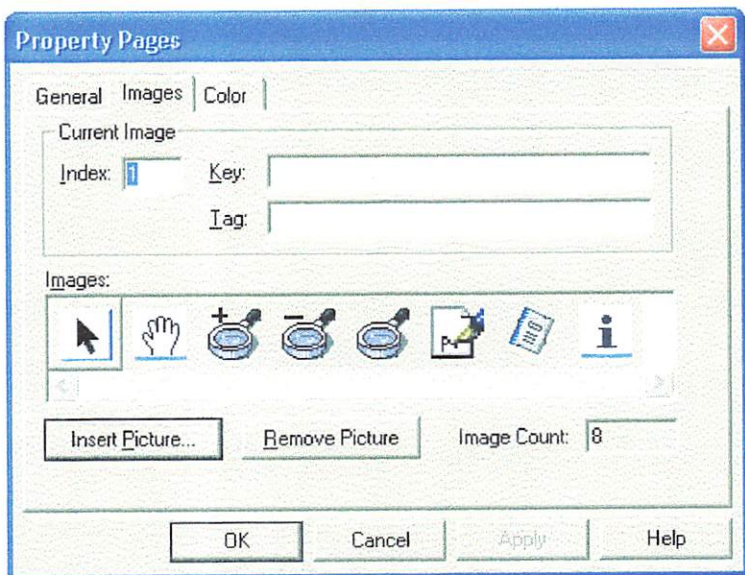 Property Pages
General Images Color
Current Image
Index: 1 Key:
Tag:
Images:
Insert Picture... Remove Picture Image Count: 8
OK Cancel Apply Help